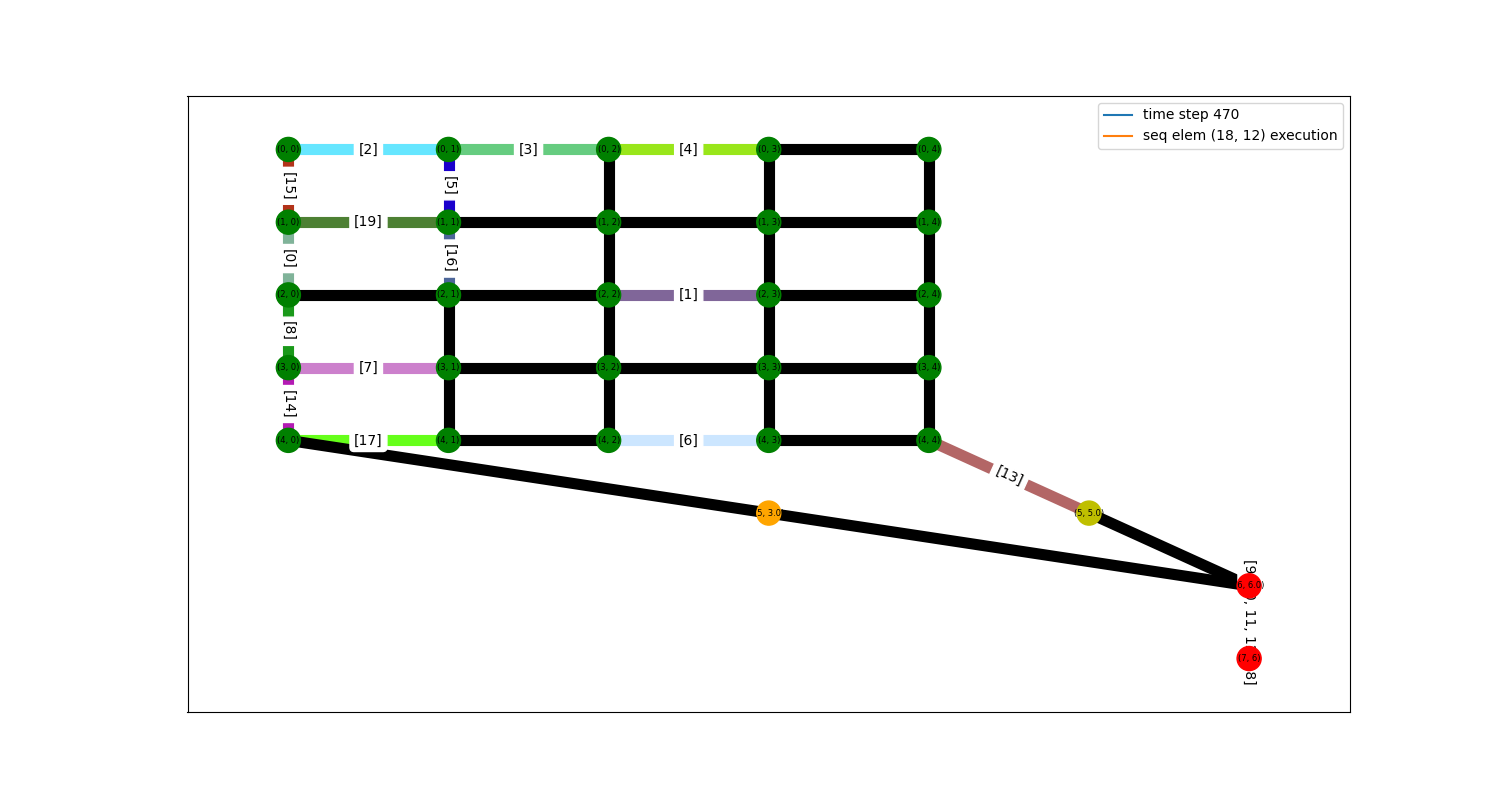 time step 470
seq elem (18, 12) execution
(0, 0) [2] (0, 1) [3] (0, 2) [4] (0, 3) (0, 4)
[15] [5]
(1, 0) [19] (1, 1) (1, 2) (1, 3) (1, 4)
[0] [16]
(2, 0) (2, 1) (2, 2) [1] (2, 3) (2, 4)
[8]
(3, 0) [7] (3, 1) (3, 2) (3, 3) (3, 4)
[14]
(4, 0) [17] (4, 1) (4, 2) [6] (4, 3) (4, 4)
[13]
(5, 3.0) (5, 5.0)
(6, 6.0)
(7, 6)